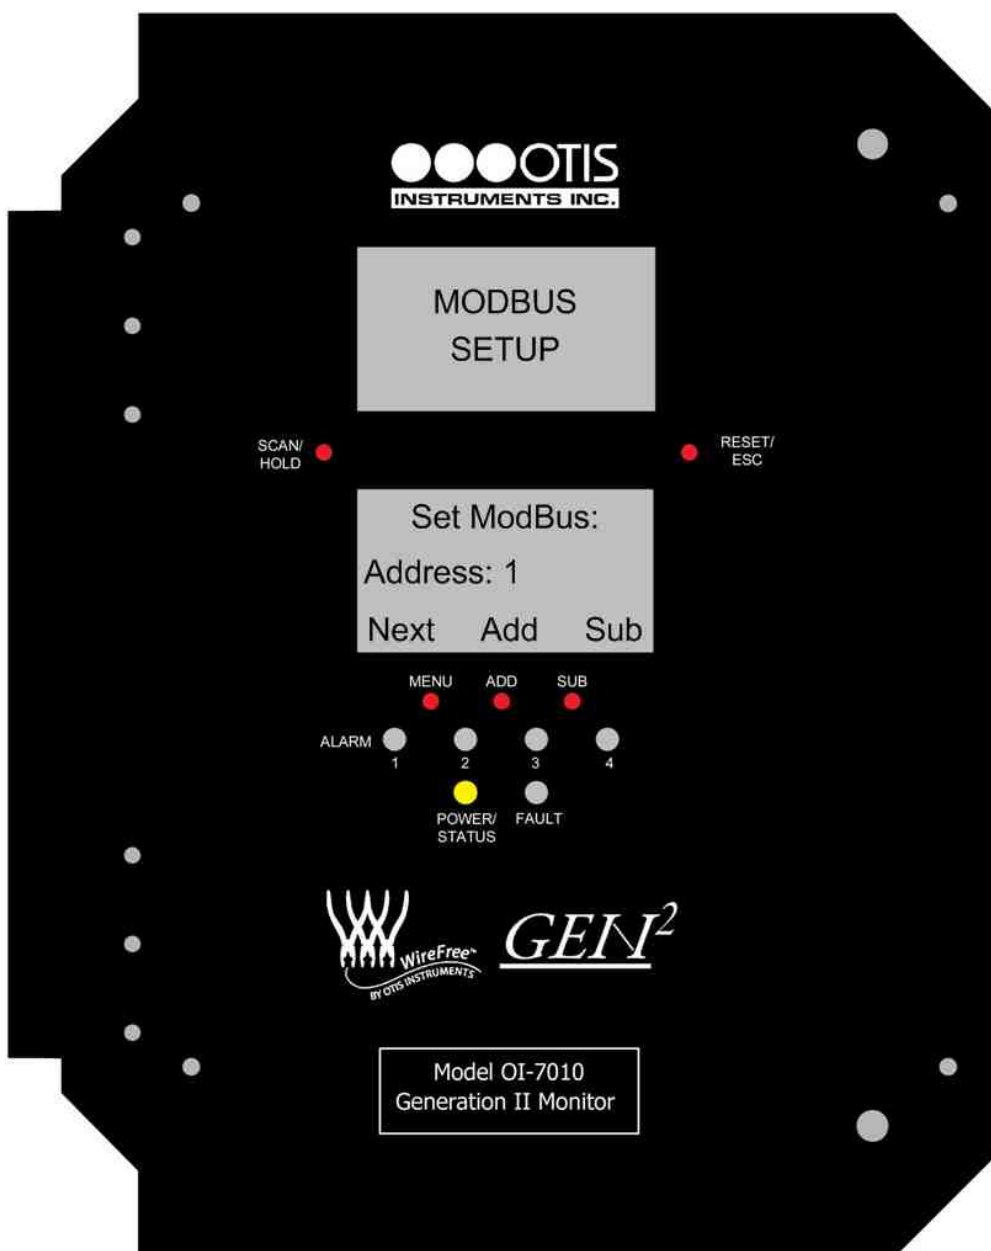 OTIS
INSTRUMENTS INC.
MODBUS
SETUP
SCAN/
HOLD
RESET/
ESC
Set ModBus:
Address: 1
Next Add Sub
MENU ADD SUB
ALARM
1 2 3 4
POWER/
STATUS
FAULT
WireFree™
BY OTIS INSTRUMENTS
GEN²
Model OI-7010
Generation II Monitor